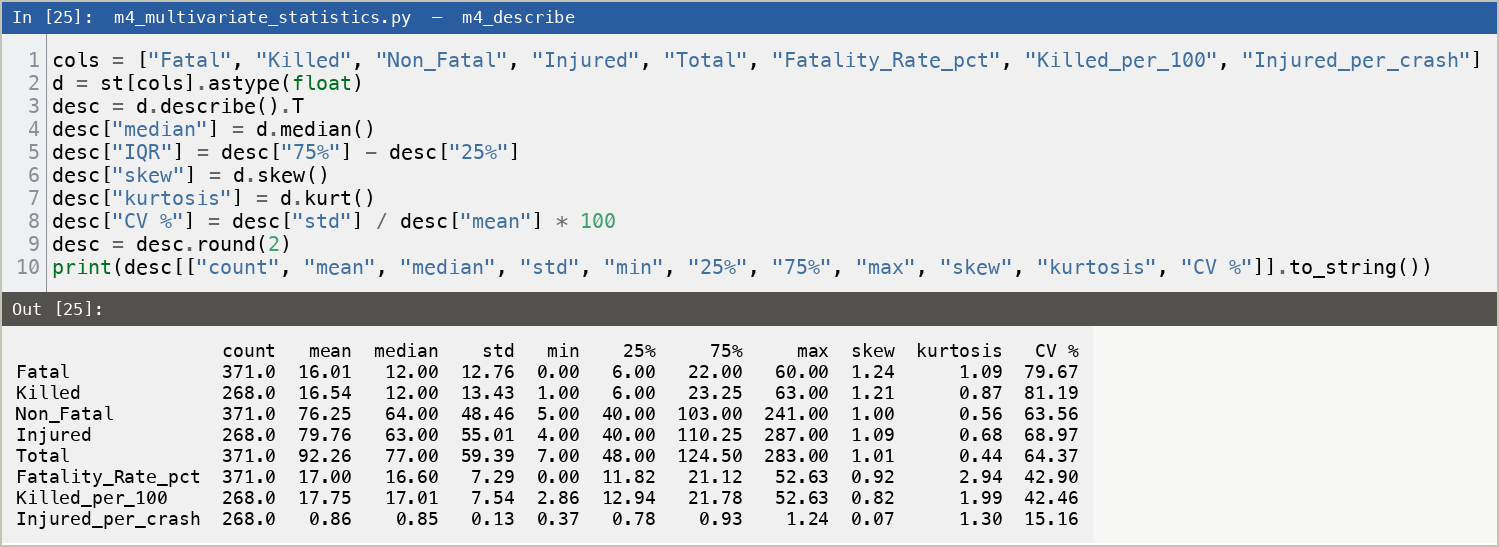 In [25]:  m4_multivariate_statistics.py  —  m4_describe
1 cols = ["Fatal", "Killed", "Non_Fatal", "Injured", "Total", "Fatality_Rate_pct", "Killed_per_100", "Injured_per_crash"]
2 d = st[cols].astype(float)
3 desc = d.describe().T
4 desc["median"] = d.median()
5 desc["IQR"] = desc["75%"] - desc["25%"]
6 desc["skew"] = d.skew()
7 desc["kurtosis"] = d.kurt()
8 desc["CV %"] = desc["std"] / desc["mean"] * 100
9 desc = desc.round(2)
10 print(desc[["count", "mean", "median", "std", "min", "25%", "75%", "max", "skew", "kurtosis", "CV %"]].to_string())
Out [25]:
                   count   mean  median    std   min    25%     75%     max  skew  kurtosis   CV %
Fatal              371.0  16.01   12.00  12.76  0.00   6.00   22.00   60.00  1.24      1.09  79.67
Killed             268.0  16.54   12.00  13.43  1.00   6.00   23.25   63.00  1.21      0.87  81.19
Non_Fatal          371.0  76.25   64.00  48.46  5.00  40.00  103.00  241.00  1.00      0.56  63.56
Injured            268.0  79.76   63.00  55.01  4.00  40.00  110.25  287.00  1.09      0.68  68.97
Total              371.0  92.26   77.00  59.39  7.00  48.00  124.50  283.00  1.01      0.44  64.37
Fatality_Rate_pct  371.0  17.00   16.60   7.29  0.00  11.82   21.12   52.63  0.92      2.94  42.90
Killed_per_100     268.0  17.75   17.01   7.54  2.86  12.94   21.78   52.63  0.82      1.99  42.46
Injured_per_crash  268.0   0.86    0.85   0.13  0.37   0.78    0.93    1.24  0.07      1.30  15.16